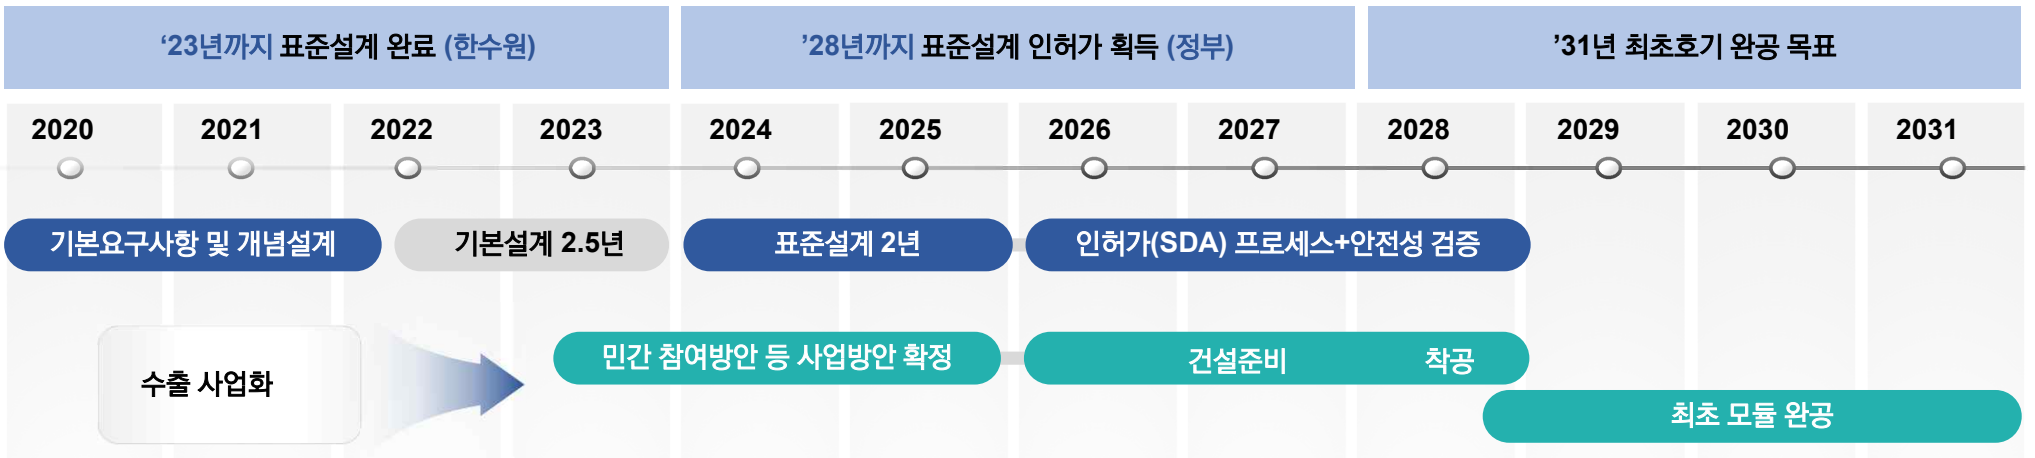 ‘23년까지 표준설계 완료 (한수원)
’28년까지 표준설계 인허가 획득 (정부)
’31년 최초호기 완공 목표
2020 2021 2022 2023 2024 2025 2026 2027 2028 2029 2030 2031
기본요구사항 및 개념설계
기본설계 2.5년
표준설계 2년
인허가(SDA) 프로세스+안전성 검증
수출 사업화
민간 참여방안 등 사업방안 확정
건설준비
착공
최초 모듈 완공